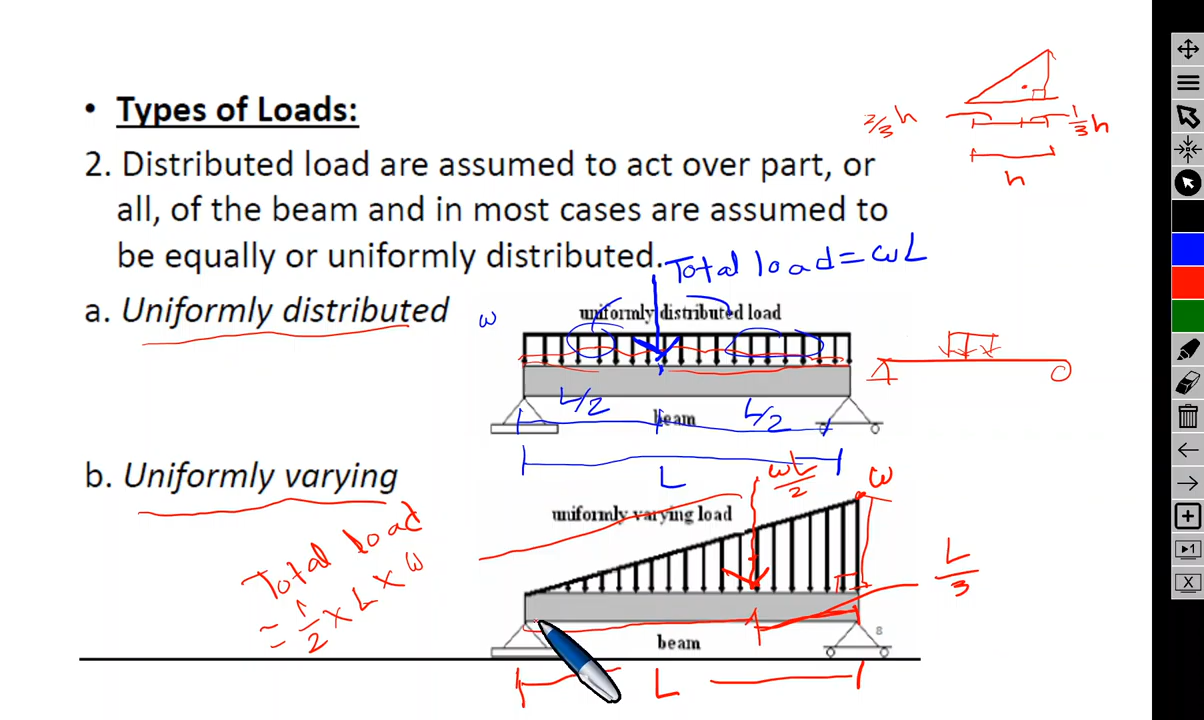 • Types of Loads:
2. Distributed load are assumed to act over part, or
all, of the beam and in most cases are assumed to
be equally or uniformly distributed.
Total load = ωL
a. Uniformly distributed
ω
uniformly distributed load
L/2
beam
L/2
L
2/3 h
1/3 h
h
b. Uniformly varying
ωL/2
ω
uniformly varying load
Total load
= 1/2 × L × ω
L/3
beam
8
L